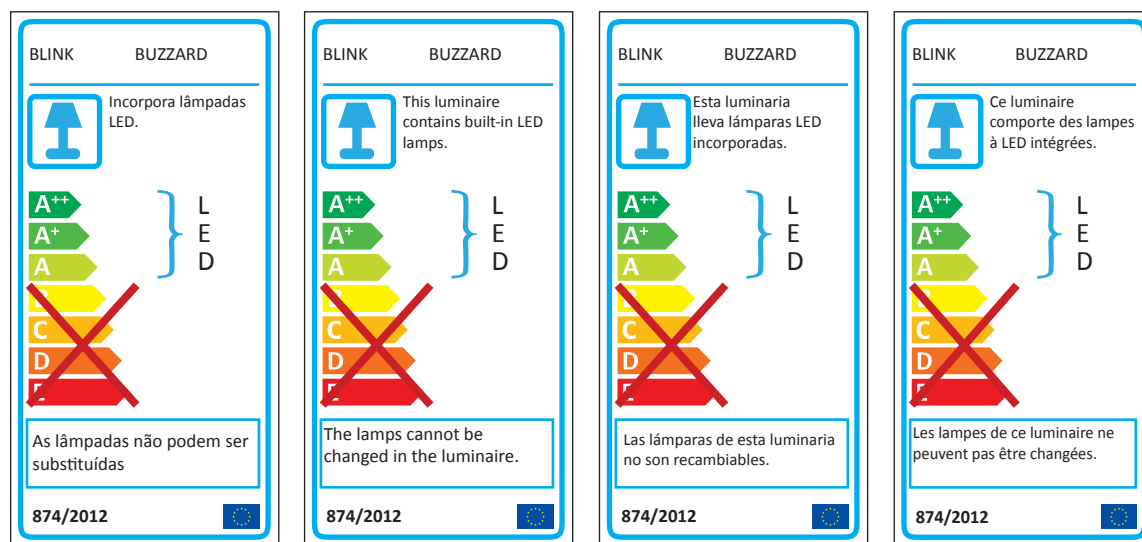 BLINK BUZZARD
Incorpora lâmpadas
LED.
A++
A+
A
B
C
D
E
L
E
D
As lâmpadas não podem ser
substituídas
874/2012
BLINK BUZZARD
This luminaire
contains built-in LED
lamps.
A++
A+
A
B
C
D
E
L
E
D
The lamps cannot be
changed in the luminaire.
874/2012
BLINK BUZZARD
Esta luminaria
lleva lámparas LED
incorporadas.
A++
A+
A
B
C
D
E
L
E
D
Las lámparas de esta luminaria
no son recambiables.
874/2012
BLINK BUZZARD
Ce luminaire
comporte des lampes
à LED intégrées.
A++
A+
A
B
C
D
E
L
E
D
Les lampes de ce luminaire ne
peuvent pas être changées.
874/2012